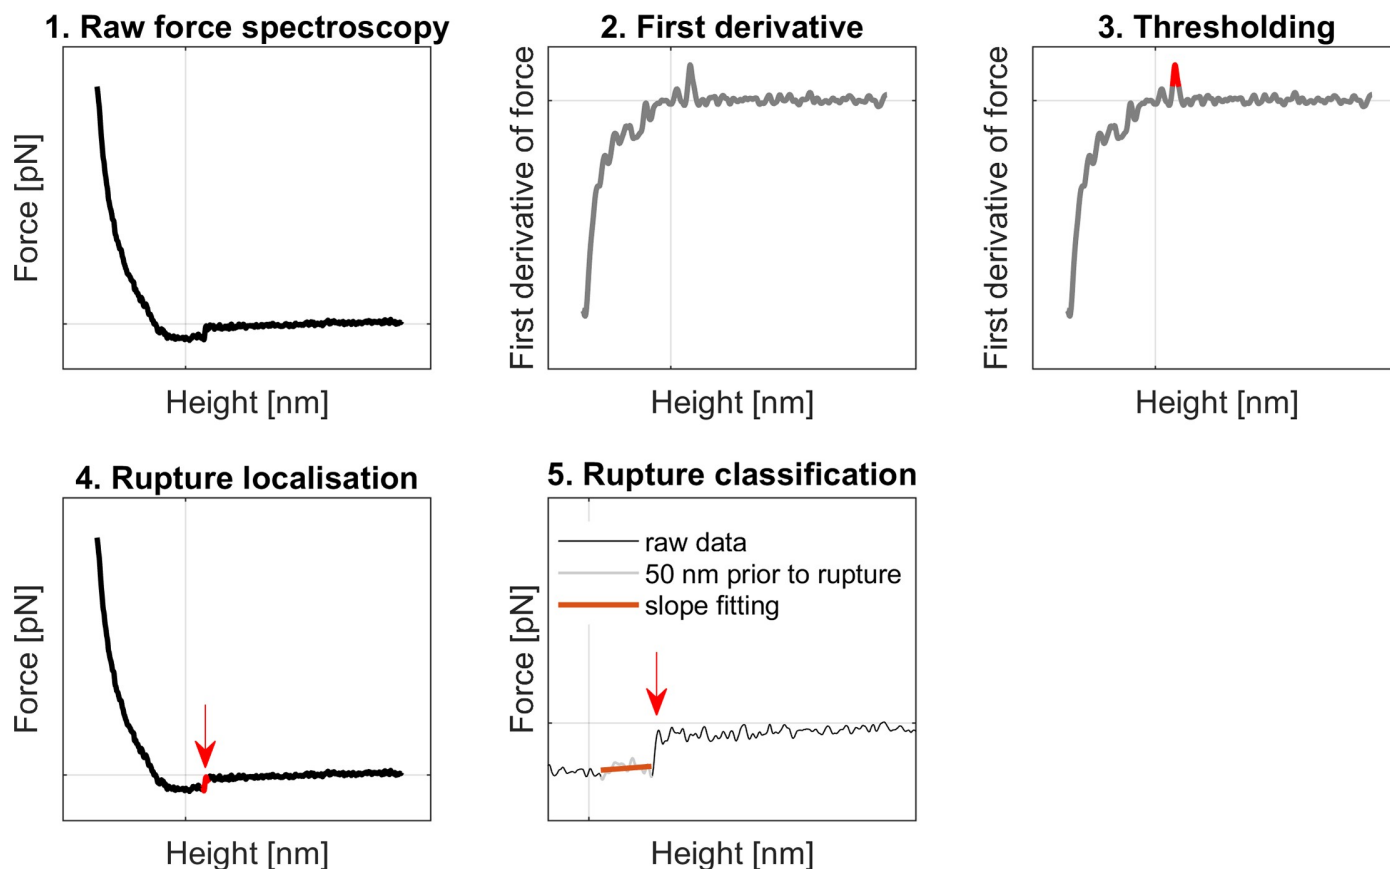 1. Raw force spectroscopy
Force [pN]
Height [nm]
2. First derivative
First derivative of force
Height [nm]
3. Thresholding
First derivative of force
Height [nm]
4. Rupture localisation
Force [pN]
Height [nm]
5. Rupture classification
raw data
50 nm prior to rupture
slope fitting
Force [pN]
Height [nm]